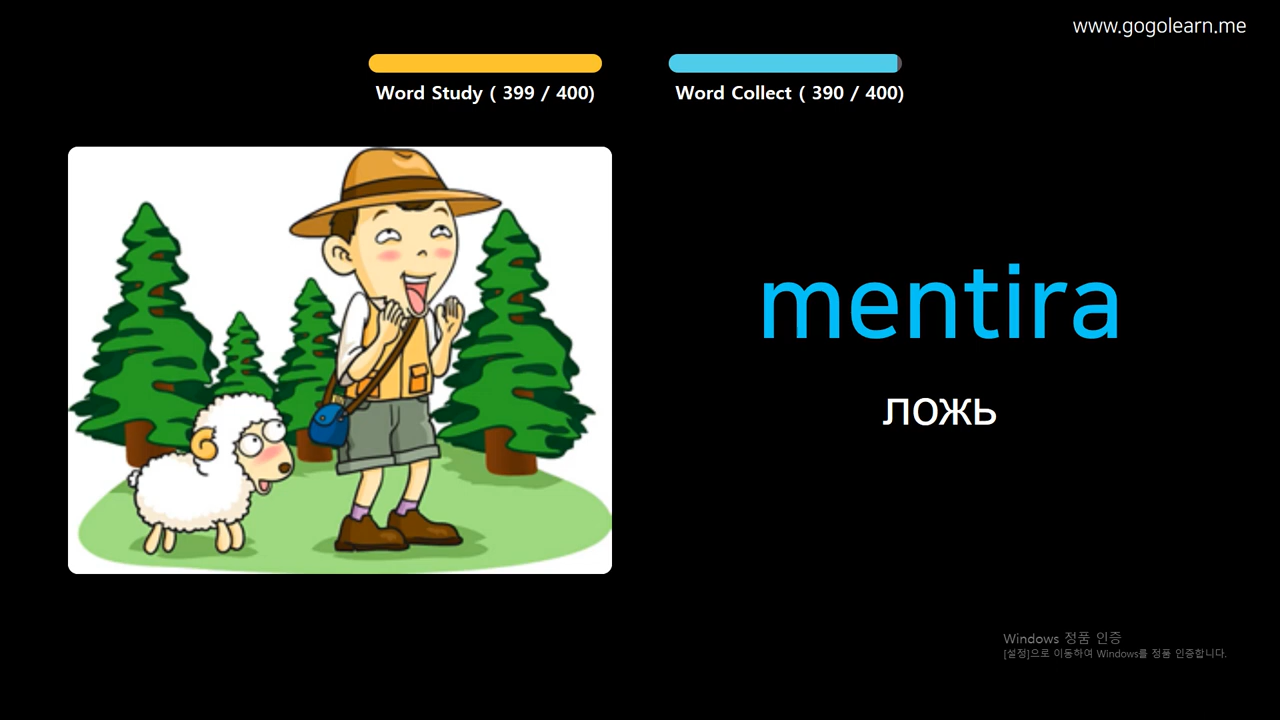 www.gogolearn.me
Word Study ( 399 / 400)
Word Collect ( 390 / 400)
mentira
ложь
Windows 정품 인증
[설정]으로 이동하여 Windows를 정품 인증합니다.